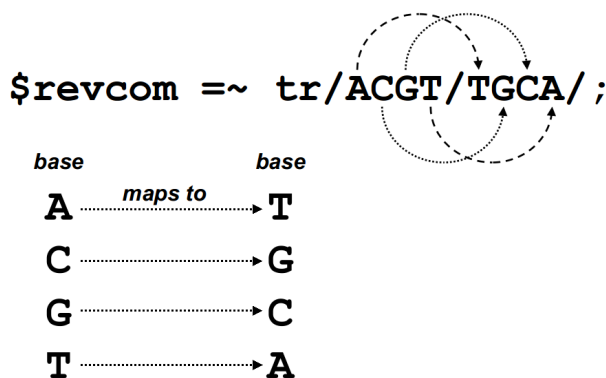 $revcom =~ tr/ACGT/TGCA/;
base base
A maps to T
C G
G C
T A